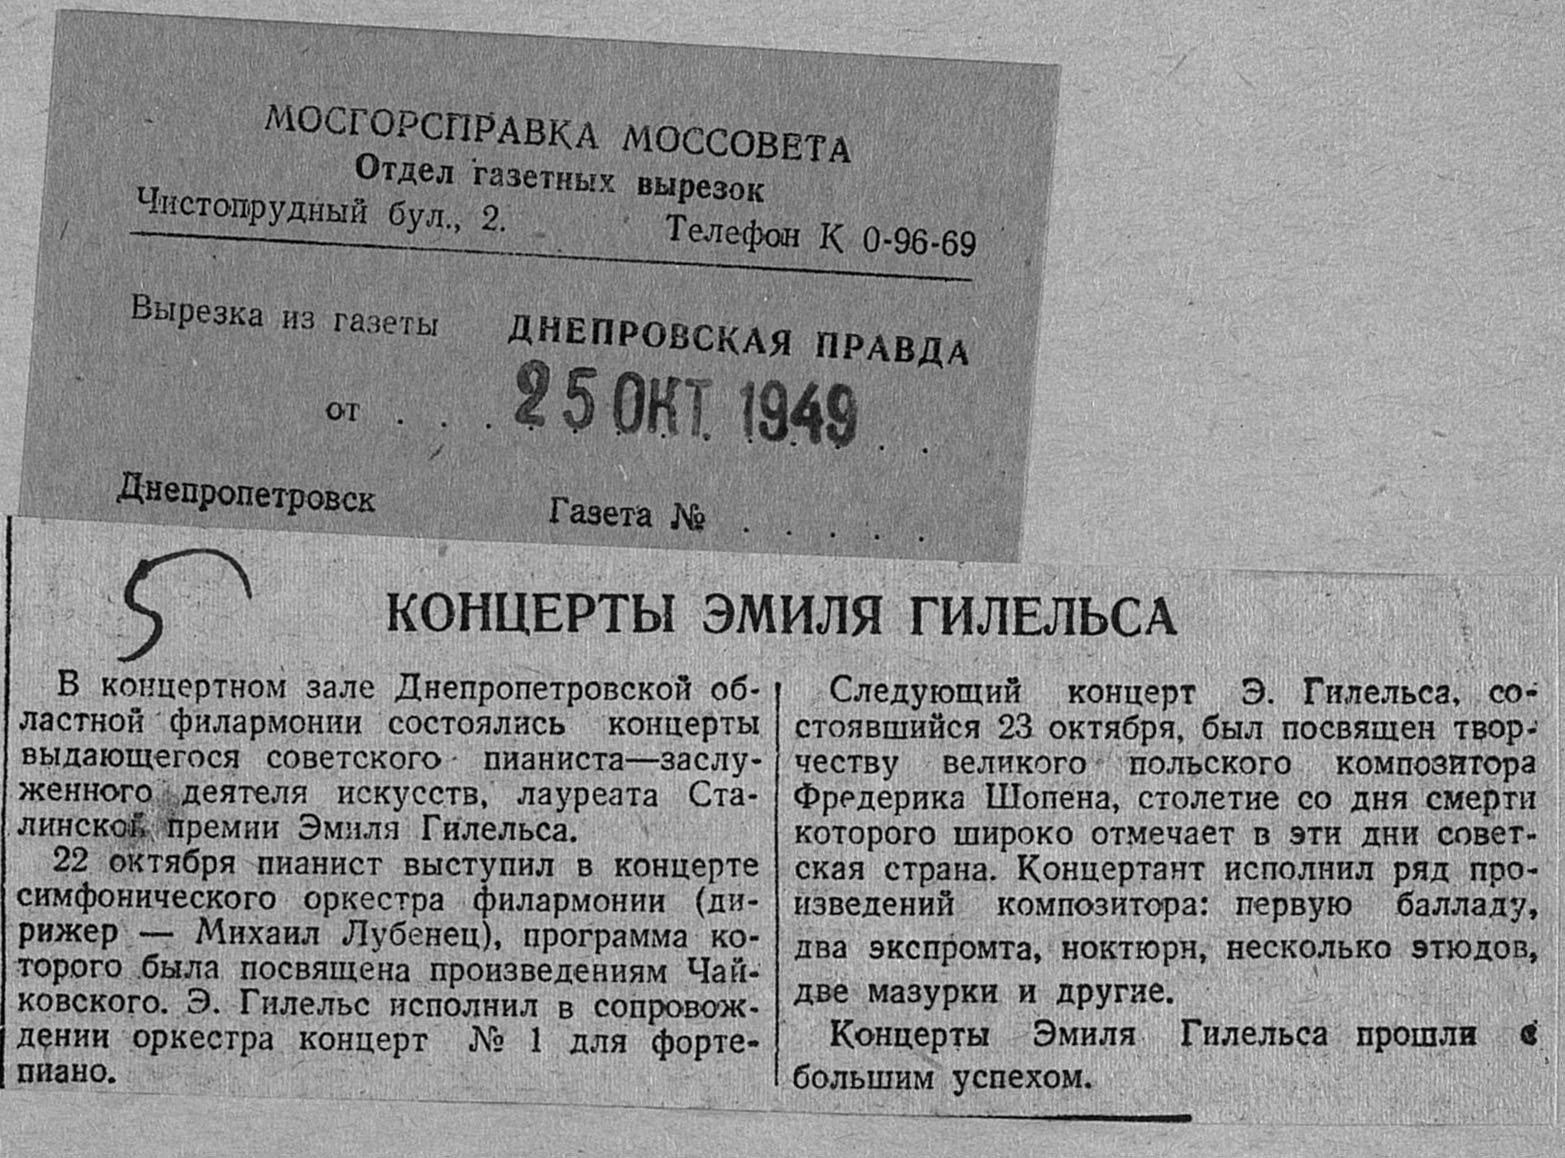 МОСГОРСПРАВКА МОССОВЕТА
Отдел газетных вырезок
Чистопрудный бул., 2. Телефон К 0-96-69
Вырезка из газеты ДНЕПРОВСКАЯ ПРАВДА
от . . . 25 ОКТ. 1949 . .
Днепропетровск Газета № . . . . .
5
КОНЦЕРТЫ ЭМИЛЯ ГИЛЕЛЬСА
В концертном зале Днепропетровской об-
ластной филармонии состоялись концерты
выдающегося советского пианиста—заслу-
женного деятеля искусств, лауреата Ста-
линской премии Эмиля Гилельса.
22 октября пианист выступил в концерте
симфонического оркестра филармонии (ди-
рижер — Михаил Лубенец), программа ко-
торого была посвящена произведениям Чай-
ковского. Э. Гилельс исполнил в сопровож-
дении оркестра концерт № 1 для форте-
пиано.
Следующий концерт Э. Гилельса, со-
стоявшийся 23 октября, был посвящен твор-
честву великого польского композитора
Фредерика Шопена, столетие со дня смерти
которого широко отмечает в эти дни совет-
ская страна. Концертант исполнил ряд про-
изведений композитора: первую балладу,
два экспромта, ноктюрн, несколько этюдов,
две мазурки и другие.
Концерты Эмиля Гилельса прошли с
большим успехом.